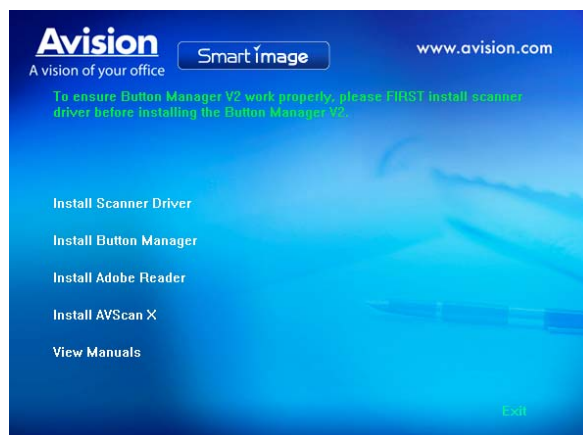 Avision
A vision of your office
Smart image
www.avision.com
To ensure Button Manager V2 work properly, please FIRST install scanner
driver before installing the Button Manager V2.
Install Scanner Driver
Install Button Manager
Install Adobe Reader
Install AVScan X
View Manuals
Exit